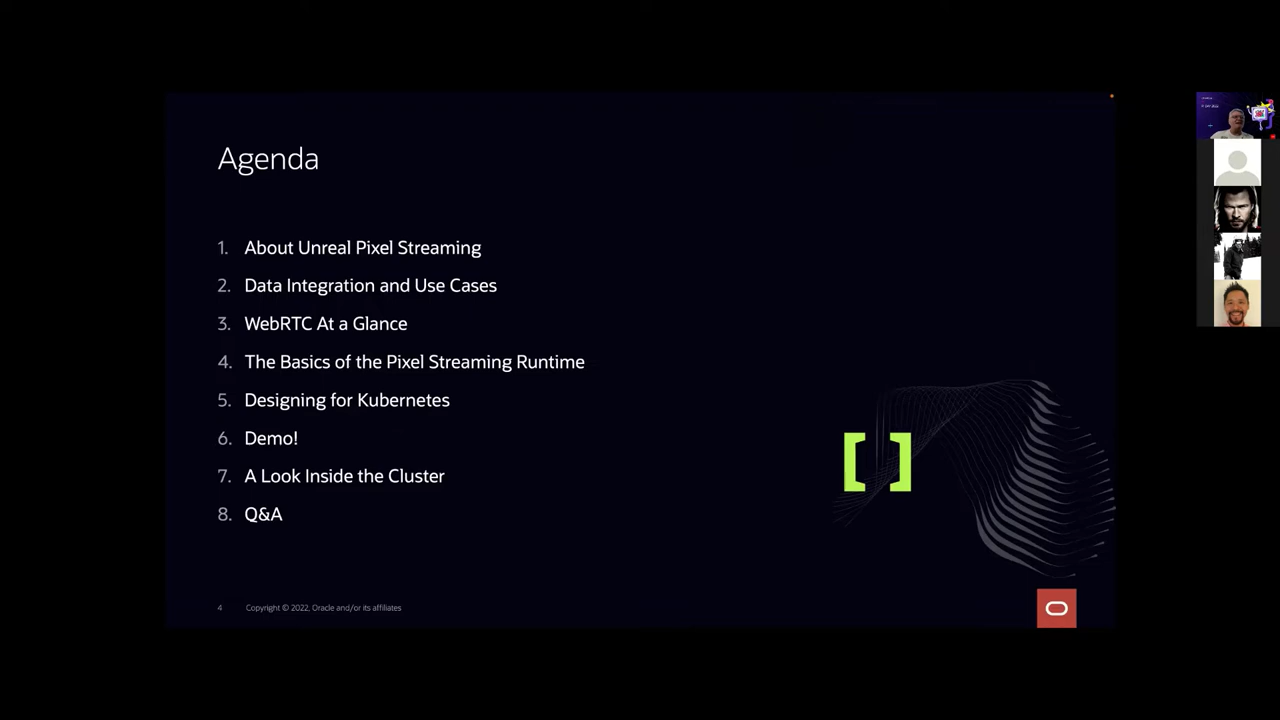 Agenda
1. About Unreal Pixel Streaming
2. Data Integration and Use Cases
3. WebRTC At a Glance
4. The Basics of the Pixel Streaming Runtime
5. Designing for Kubernetes
6. Demo!
7. A Look Inside the Cluster
8. Q&A
[ ]
4 Copyright © 2022, Oracle and/or its affiliates